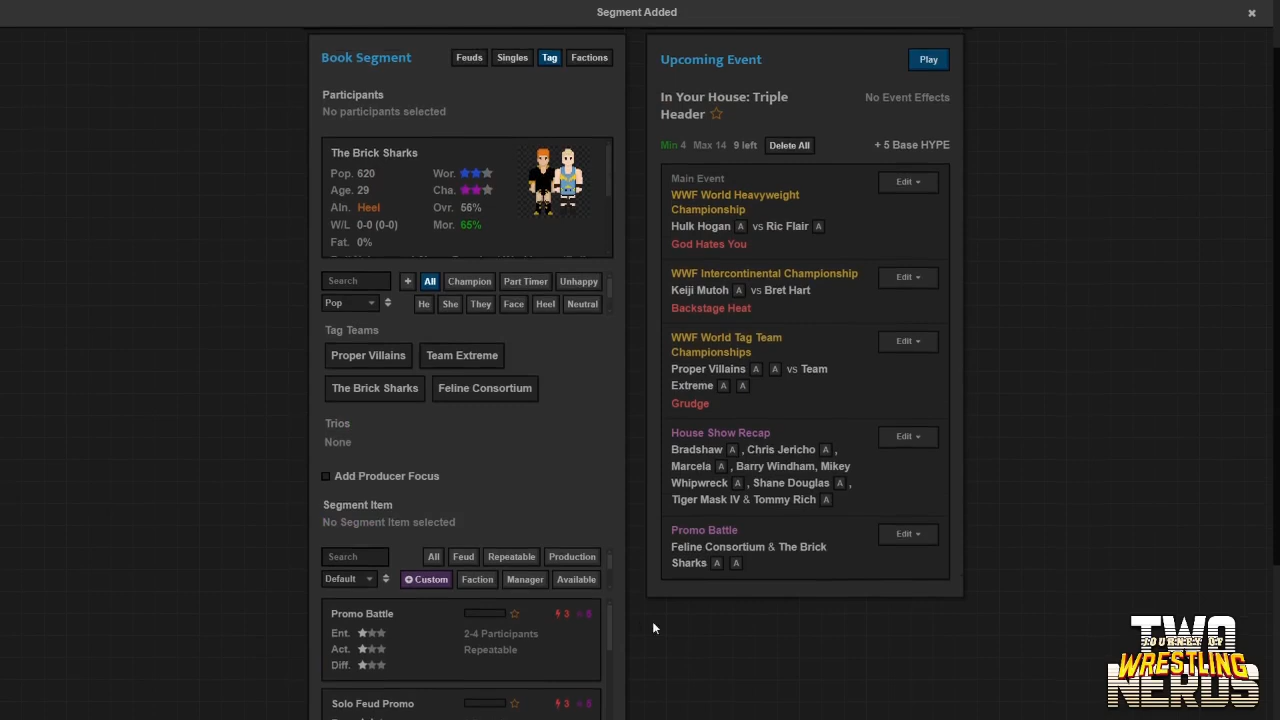 Segment Added
Book Segment
Feuds Singles Tag Factions
Participants
No participants selected
The Brick Sharks
Pop. 620 Wor.
Age. 29 Cha.
Aln. Heel Ovr. 56%
W/L 0-0 (0-0) Mor. 65%
Fat. 0%
Search + All Champion Part Timer Unhappy
Pop He She They Face Heel Neutral
Tag Teams
Proper Villains Team Extreme
The Brick Sharks Feline Consortium
Trios
None
Add Producer Focus
Segment Item
No Segment Item selected
Search All Feud Repeatable Production
Default Custom Faction Manager Available
Promo Battle 3
Ent. 2-4 Participants
Act. Repeatable
Diff.
Solo Feud Promo 3
Upcoming Event Play
In Your House: Triple
Header No Event Effects
Min 4 Max 14 9 left Delete All + 5 Base HYPE
Main Event Edit
WWF World Heavyweight
Championship
Hulk Hogan A vs Ric Flair A
God Hates You
WWF Intercontinental Championship Edit
Keiji Mutoh A vs Bret Hart
Backstage Heat
WWF World Tag Team Edit
Championships
Proper Villains A A vs Team
Extreme A A
Grudge
House Show Recap Edit
Bradshaw A , Chris Jericho A ,
Marcela A , Barry Windham, Mikey
Whipwreck A , Shane Douglas A ,
Tiger Mask IV & Tommy Rich A
Promo Battle Edit
Feline Consortium & The Brick
Sharks A A
TWO
JOURNEY OF
WRESTLING
NERDS